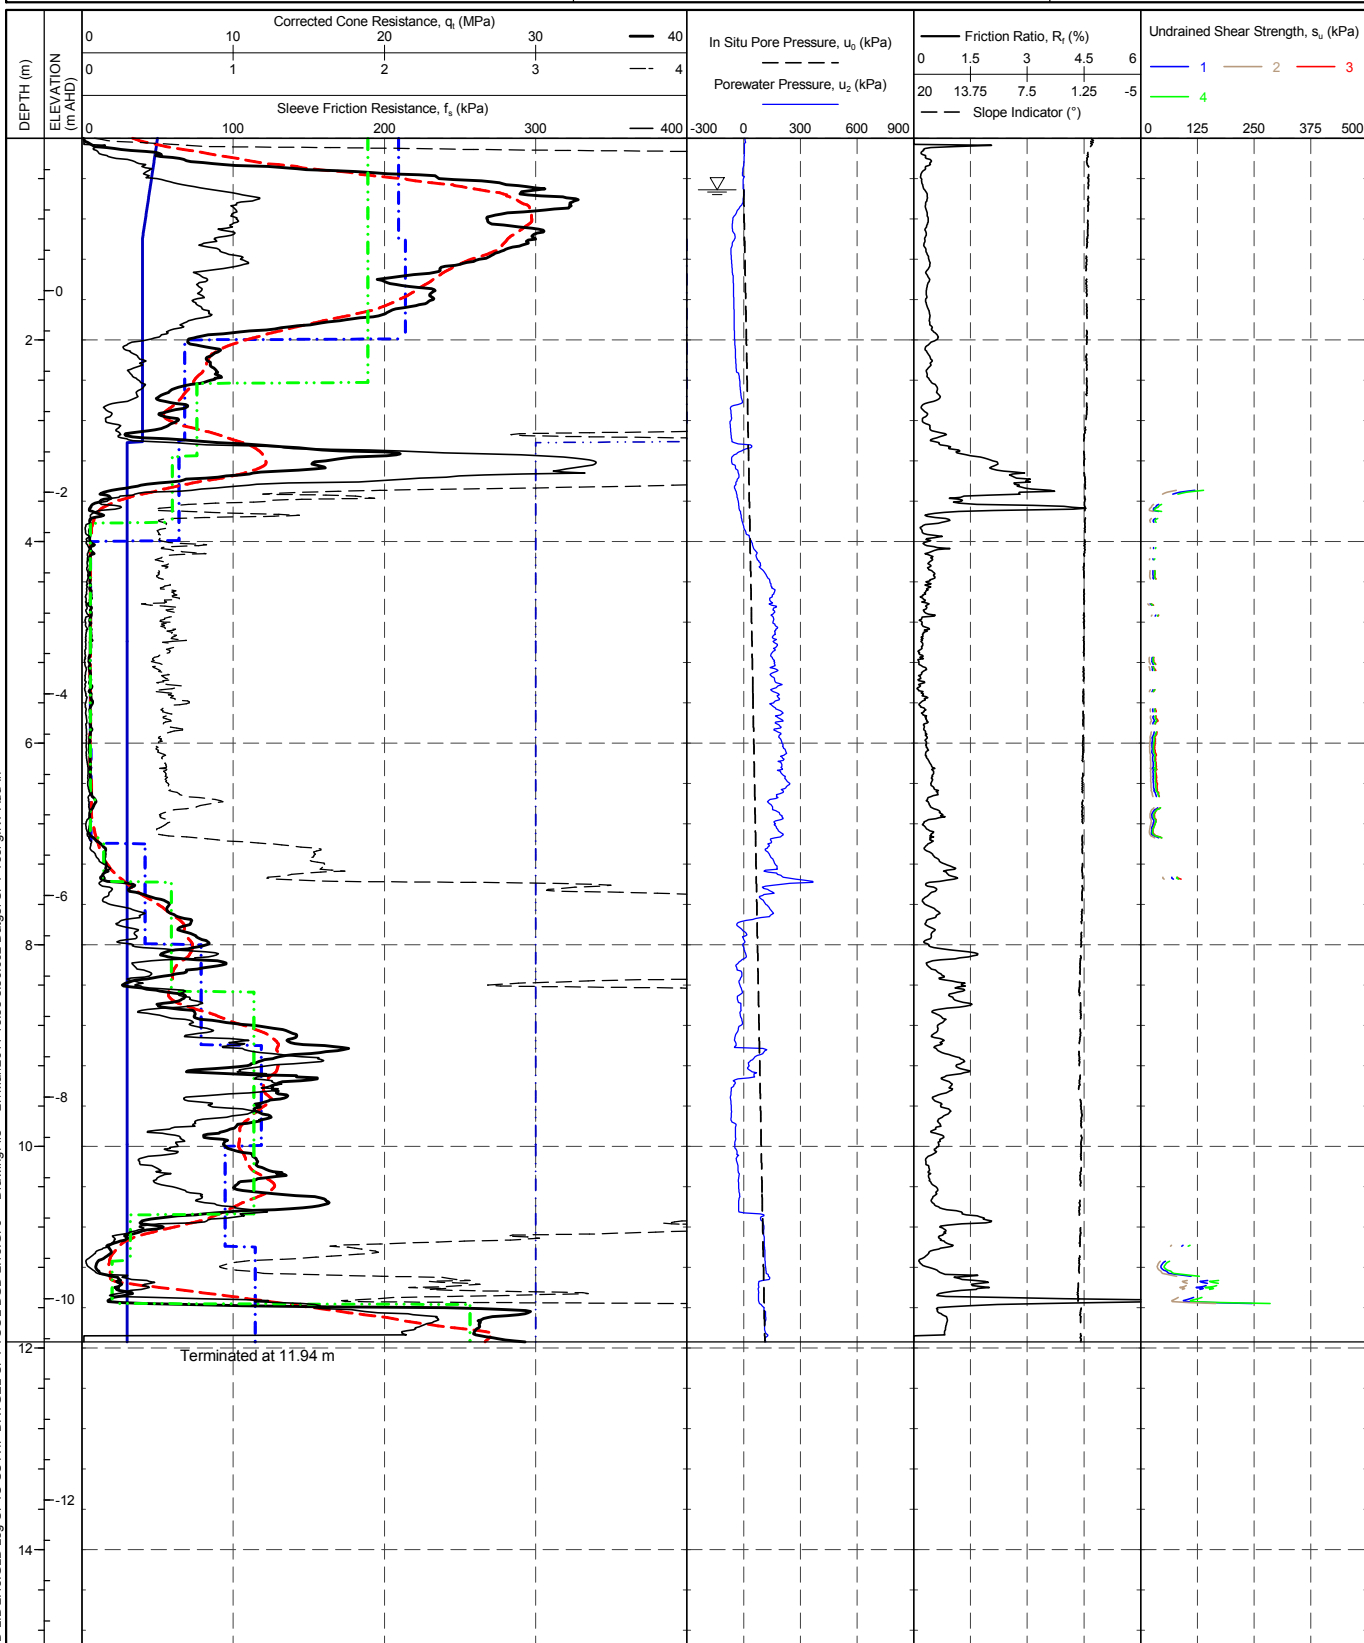 Corrected Cone Resistance, qt (MPa)
0 10 20 30 40
0 1 2 3 4
Sleeve Friction Resistance, fs (kPa)
0 100 200 300 400
DEPTH (m)
ELEVATION
(m AHD)
In Situ Pore Pressure, u0 (kPa)
Porewater Pressure, u2 (kPa)
-300 0 300 600 900
Friction Ratio, Rf (%)
0 1.5 3 4.5 6
20 13.75 7.5 1.25 -5
Slope Indicator (°)
Undrained Shear Strength, su (kPa)
1 2 3
4
0 125 250 375 500
0
2
-2
4
-4
6
-6
8
-8
10
-10
Terminated at 11.94 m
12
-12
14